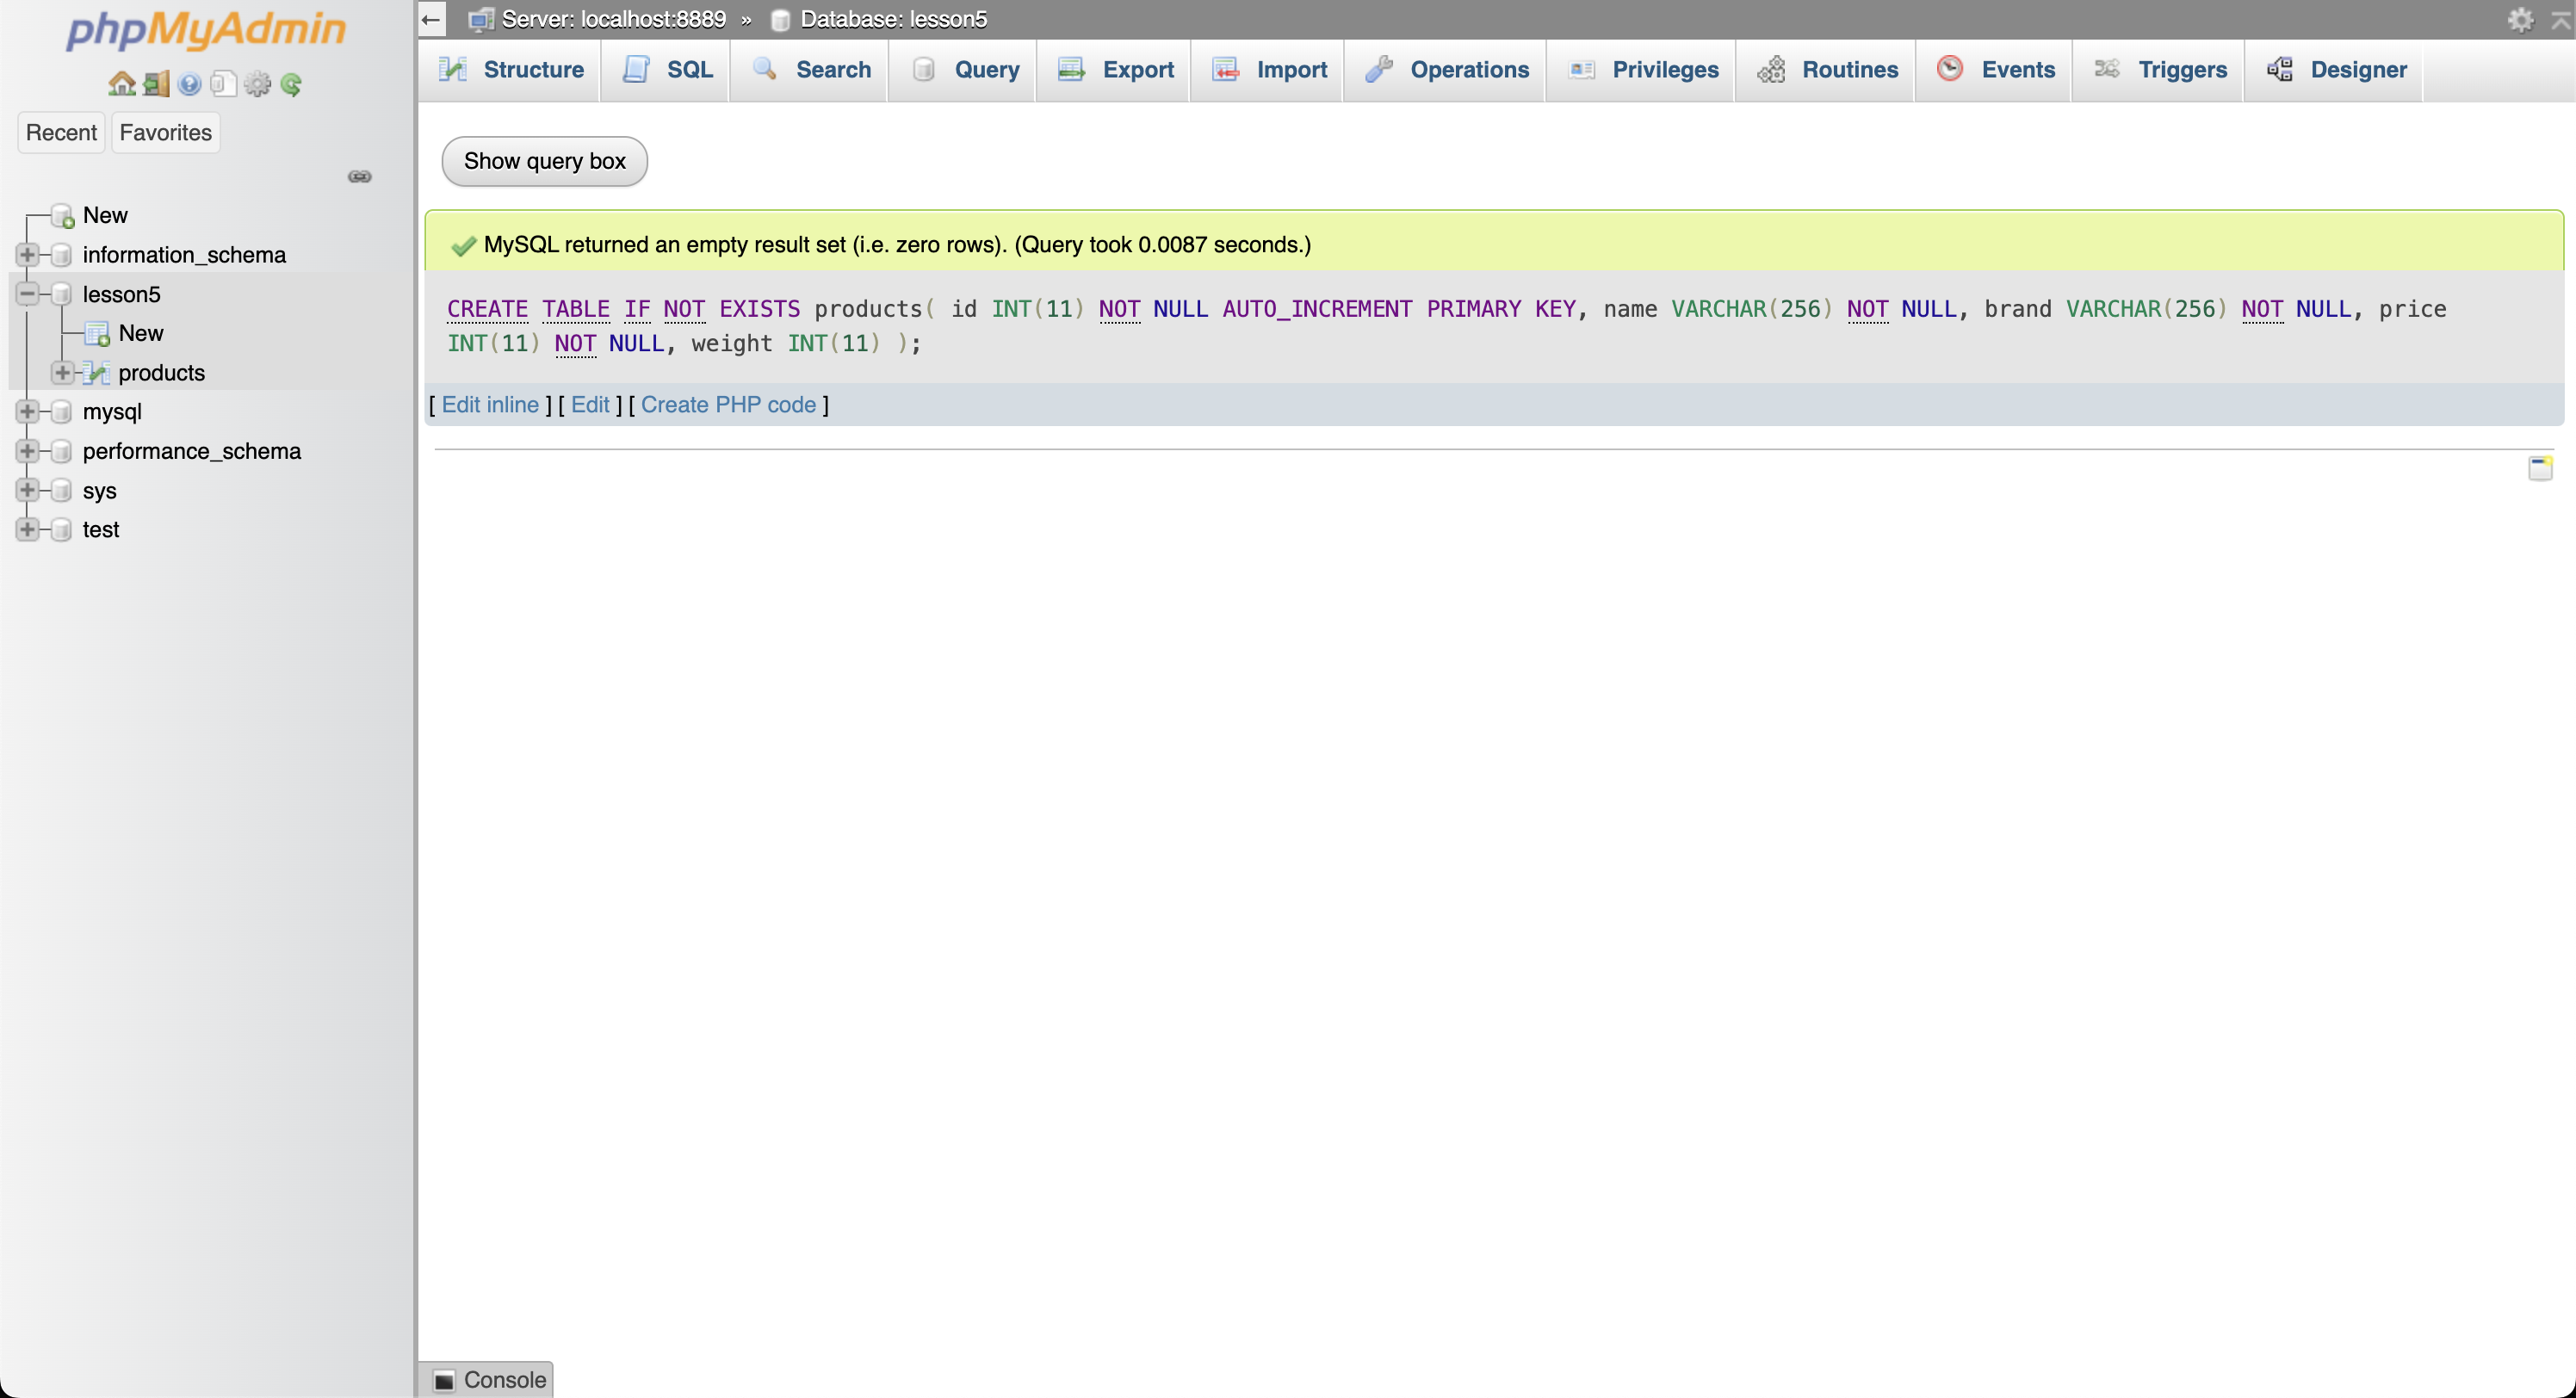 phpMyAdmin
Recent Favorites
New
information_schema
lesson5
New
products
mysql
performance_schema
sys
test
Server: localhost:8889 » Database: lesson5
Structure SQL Search Query Export Import Operations Privileges Routines Events Triggers Designer
Show query box
MySQL returned an empty result set (i.e. zero rows). (Query took 0.0087 seconds.)
CREATE TABLE IF NOT EXISTS products( id INT(11) NOT NULL AUTO_INCREMENT PRIMARY KEY, name VARCHAR(256) NOT NULL, brand VARCHAR(256) NOT NULL, price
INT(11) NOT NULL, weight INT(11) );
[ Edit inline ] [ Edit ] [ Create PHP code ]
Console